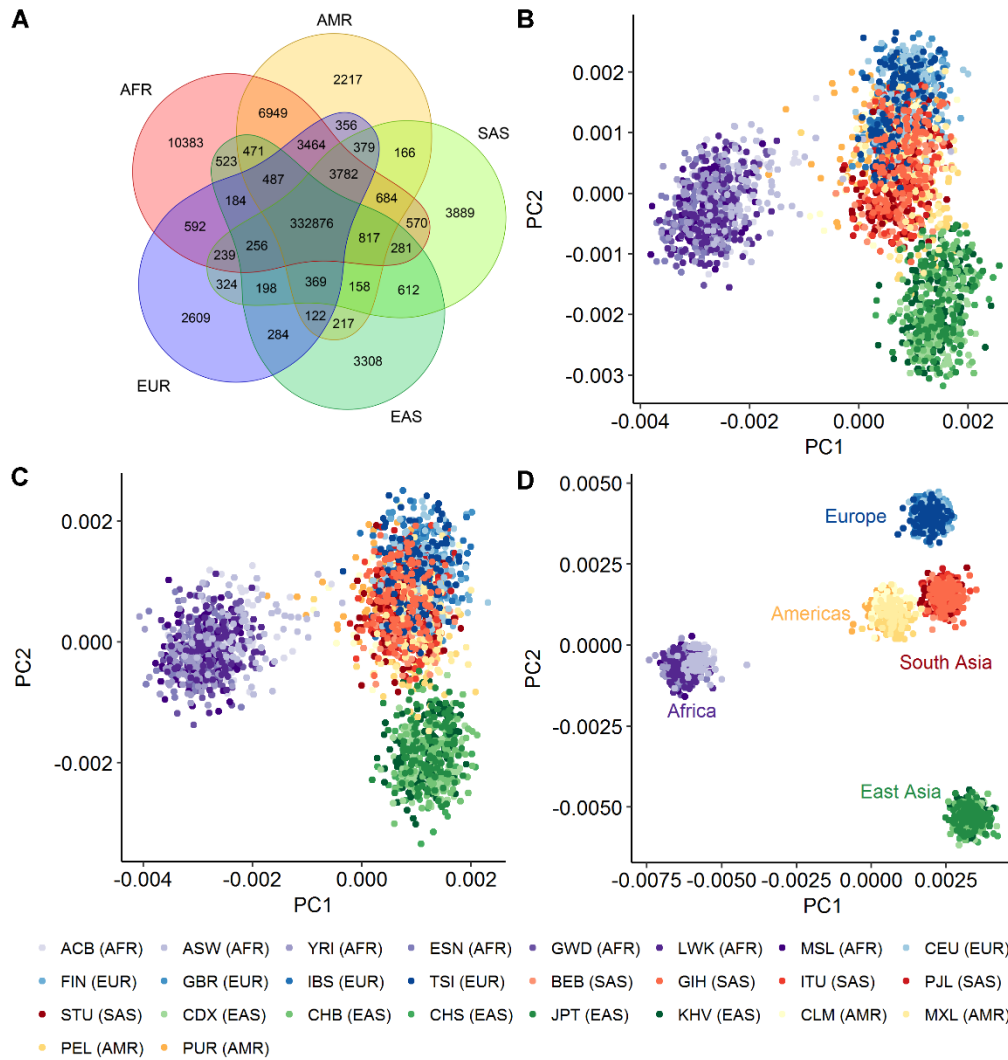 A
AMR
AFR
SAS
EUR
EAS
2217
6949
356
10383
3464
379
166
523
471
3782
487
684
184
3889
592
332876
570
817
239
256
281
324
369
158
198
612
122
217
2609
284
3308
B
PC2
0.002
0.001
0.000
-0.001
-0.002
-0.003
-0.004
-0.002
0.000
0.002
PC1
C
PC2
0.002
0.000
-0.002
-0.004
-0.002
0.000
0.002
PC1
D
PC2
0.0050
0.0025
0.0000
-0.0025
-0.0050
Europe
Americas
South Asia
Africa
East Asia
-0.0075
-0.0050
-0.0025
0.0000
0.0025
PC1
ACB (AFR) ASW (AFR) YRI (AFR) ESN (AFR) GWD (AFR) LWK (AFR) MSL (AFR) CEU (EUR)
FIN (EUR) GBR (EUR) IBS (EUR) TSI (EUR) BEB (SAS) GIH (SAS) ITU (SAS) PJL (SAS)
STU (SAS) CDX (EAS) CHB (EAS) CHS (EAS) JPT (EAS) KHV (EAS) CLM (AMR) MXL (AMR)
PEL (AMR) PUR (AMR)